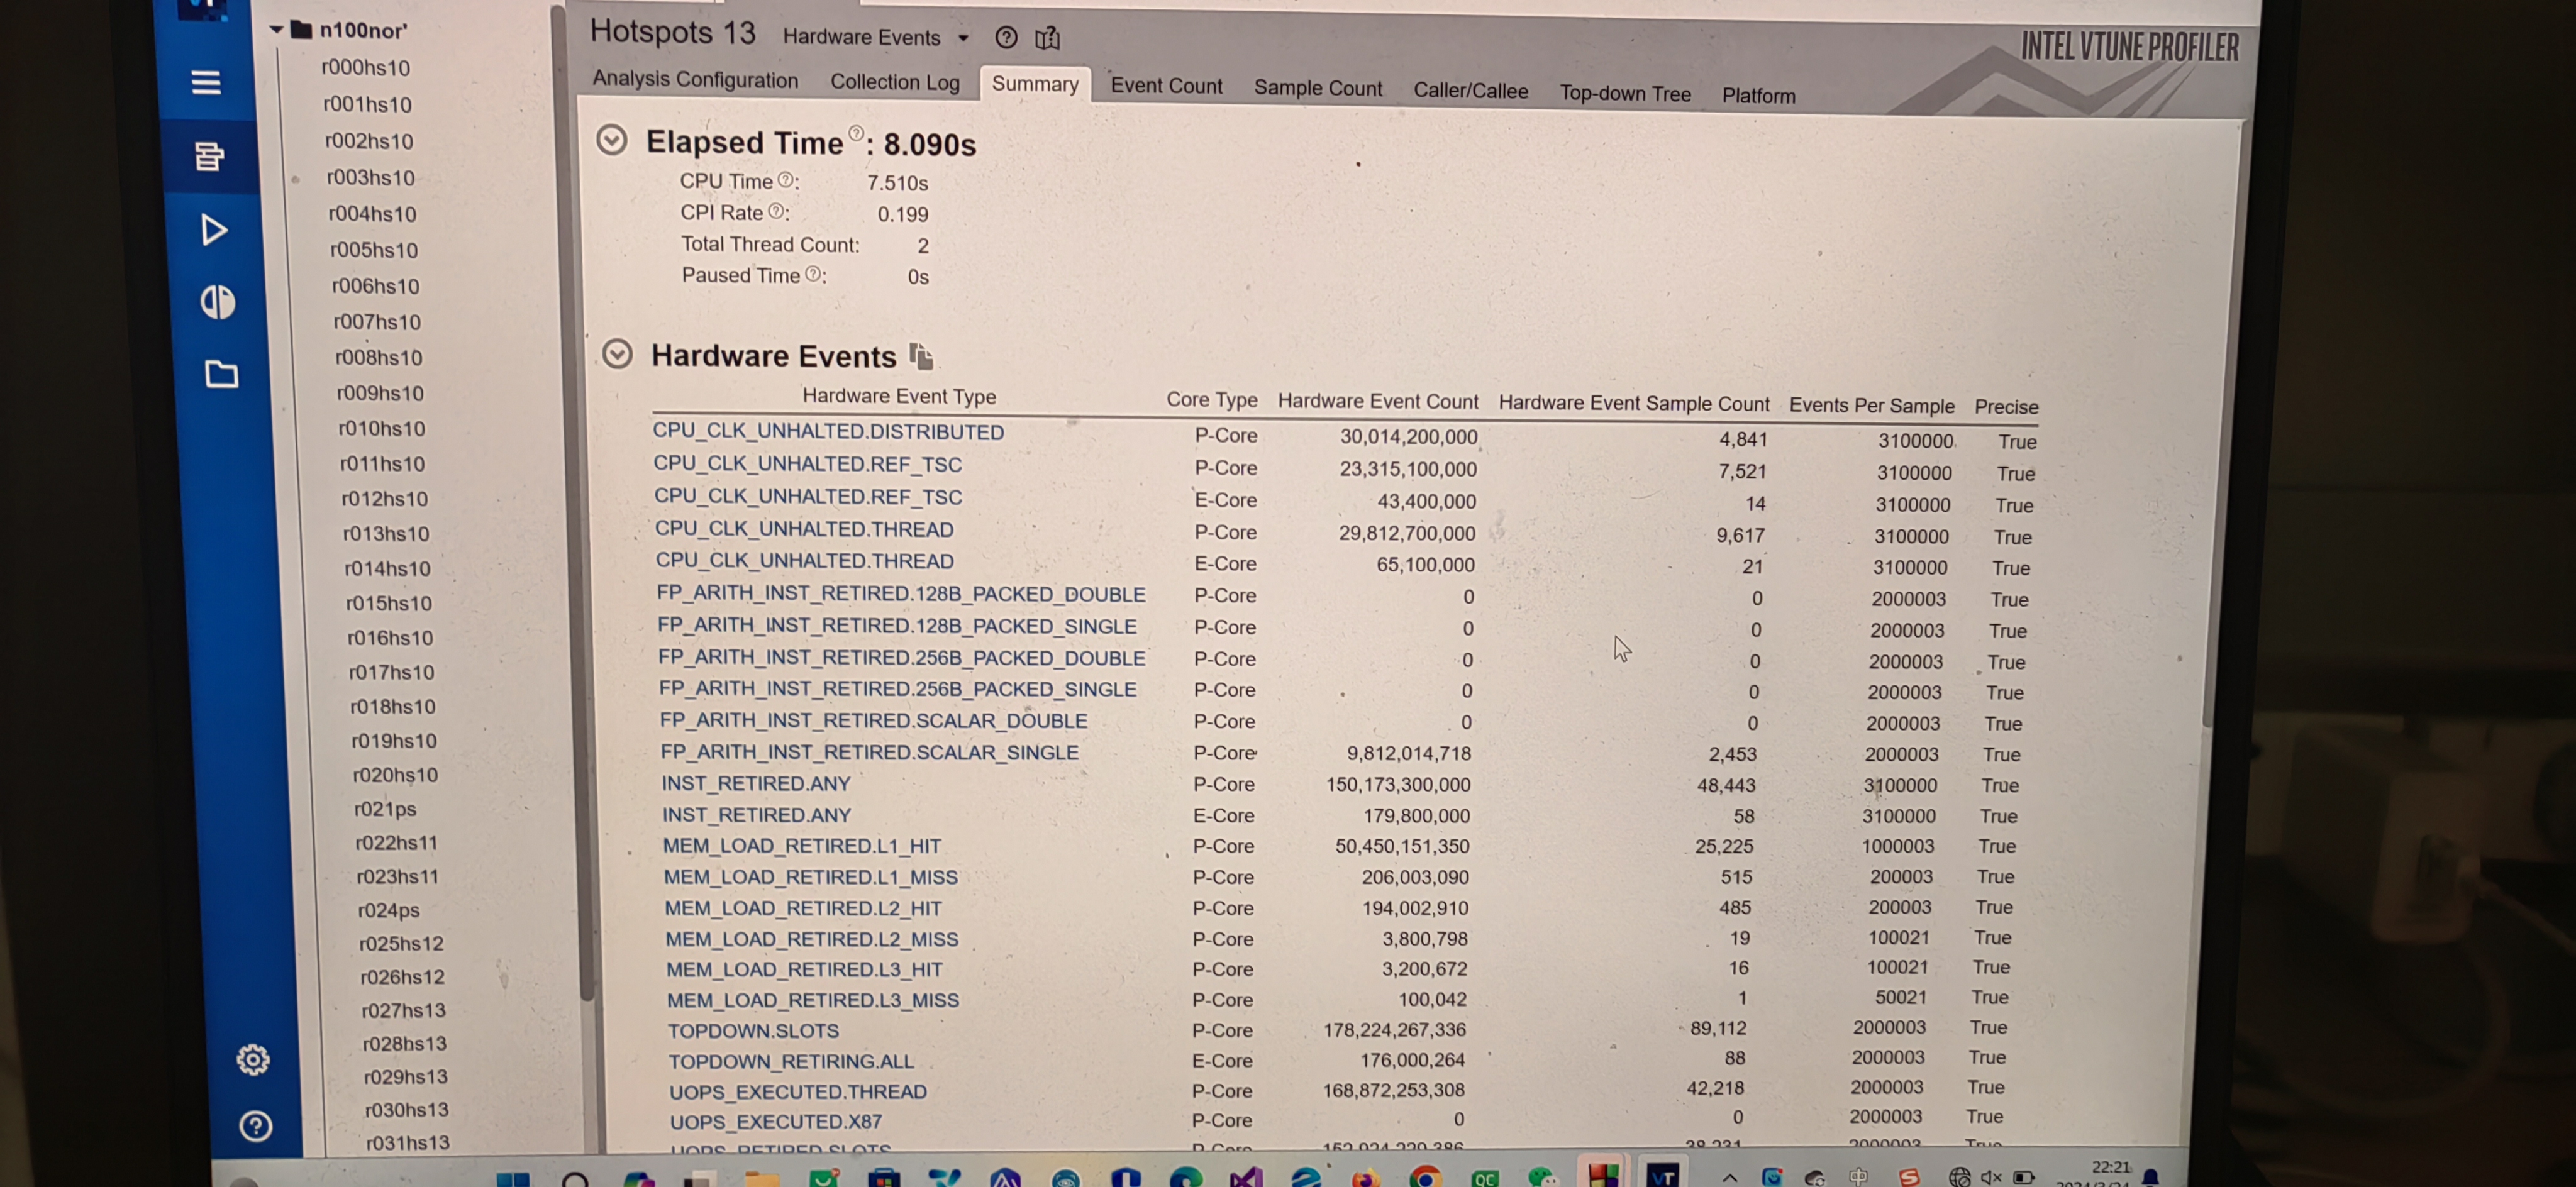 n100nor'
r000hs10
r001hs10
r002hs10
r003hs10
r004hs10
r005hs10
r006hs10
r007hs10
r008hs10
r009hs10
r010hs10
r011hs10
r012hs10
r013hs10
r014hs10
r015hs10
r016hs10
r017hs10
r018hs10
r019hs10
r020hs10
r021ps
r022hs11
r023hs11
r024ps
r025hs12
r026hs12
r027hs13
r028hs13
r029hs13
r030hs13
r031hs13
Hotspots 13 Hardware Events
INTEL VTUNE PROFILER
Analysis Configuration Collection Log Summary Event Count Sample Count Caller/Callee Top-down Tree Platform
Elapsed Time : 8.090s
CPU Time : 7.510s
CPI Rate : 0.199
Total Thread Count: 2
Paused Time : 0s
Hardware Events
Hardware Event Type Core Type Hardware Event Count Hardware Event Sample Count Events Per Sample Precise
CPU_CLK_UNHALTED.DISTRIBUTED P-Core 30,014,200,000 4,841 3100000 True
CPU_CLK_UNHALTED.REF_TSC P-Core 23,315,100,000 7,521 3100000 True
CPU_CLK_UNHALTED.REF_TSC E-Core 43,400,000 14 3100000 True
CPU_CLK_UNHALTED.THREAD P-Core 29,812,700,000 9,617 3100000 True
CPU_CLK_UNHALTED.THREAD E-Core 65,100,000 21 3100000 True
FP_ARITH_INST_RETIRED.128B_PACKED_DOUBLE P-Core 0 0 2000003 True
FP_ARITH_INST_RETIRED.128B_PACKED_SINGLE P-Core 0 0 2000003 True
FP_ARITH_INST_RETIRED.256B_PACKED_DOUBLE P-Core 0 0 2000003 True
FP_ARITH_INST_RETIRED.256B_PACKED_SINGLE P-Core 0 0 2000003 True
FP_ARITH_INST_RETIRED.SCALAR_DOUBLE P-Core 0 0 2000003 True
FP_ARITH_INST_RETIRED.SCALAR_SINGLE P-Core 9,812,014,718 2,453 2000003 True
INST_RETIRED.ANY P-Core 150,173,300,000 48,443 3100000 True
INST_RETIRED.ANY E-Core 179,800,000 58 3100000 True
MEM_LOAD_RETIRED.L1_HIT P-Core 50,450,151,350 25,225 1000003 True
MEM_LOAD_RETIRED.L1_MISS P-Core 206,003,090 515 200003 True
MEM_LOAD_RETIRED.L2_HIT P-Core 194,002,910 485 200003 True
MEM_LOAD_RETIRED.L2_MISS P-Core 3,800,798 19 100021 True
MEM_LOAD_RETIRED.L3_HIT P-Core 3,200,672 16 100021 True
MEM_LOAD_RETIRED.L3_MISS P-Core 100,042 1 50021 True
TOPDOWN.SLOTS P-Core 178,224,267,336 89,112 2000003 True
TOPDOWN_RETIRING.ALL E-Core 176,000,264 88 2000003 True
UOPS_EXECUTED.THREAD P-Core 168,872,253,308 42,218 2000003 True
UOPS_EXECUTED.X87 P-Core 0 0 2000003 True
UOPS_RETIRED.SLOTS P-Core 2000003 True
QC VT 中 22:21